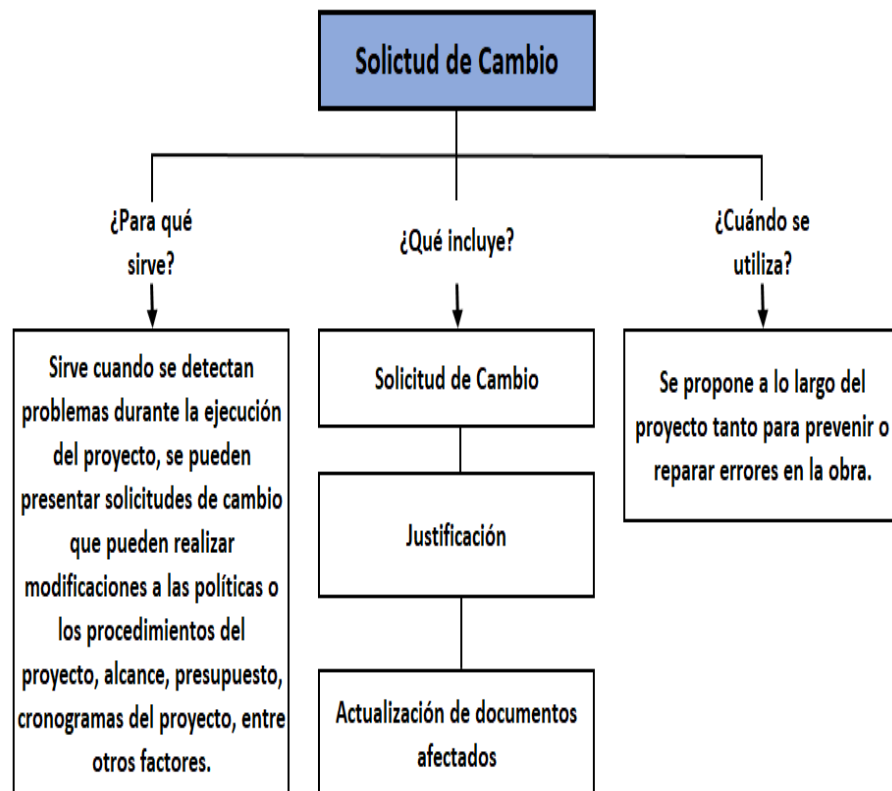 Solictud de Cambio
¿Para qué
sirve?
Sirve cuando se detectan
problemas durante la ejecución
del proyecto, se pueden
presentar solicitudes de cambio
que pueden realizar
modificaciones a las políticas o
los procedimientos del
proyecto, alcance, presupuesto,
cronogramas del proyecto, entre
otros factores.
¿Qué incluye?
Solicitud de Cambio
Justificación
Actualización de documentos
afectados
¿Cuándo se
utiliza?
Se propone a lo largo del
proyecto tanto para prevenir o
reparar errores en la obra.